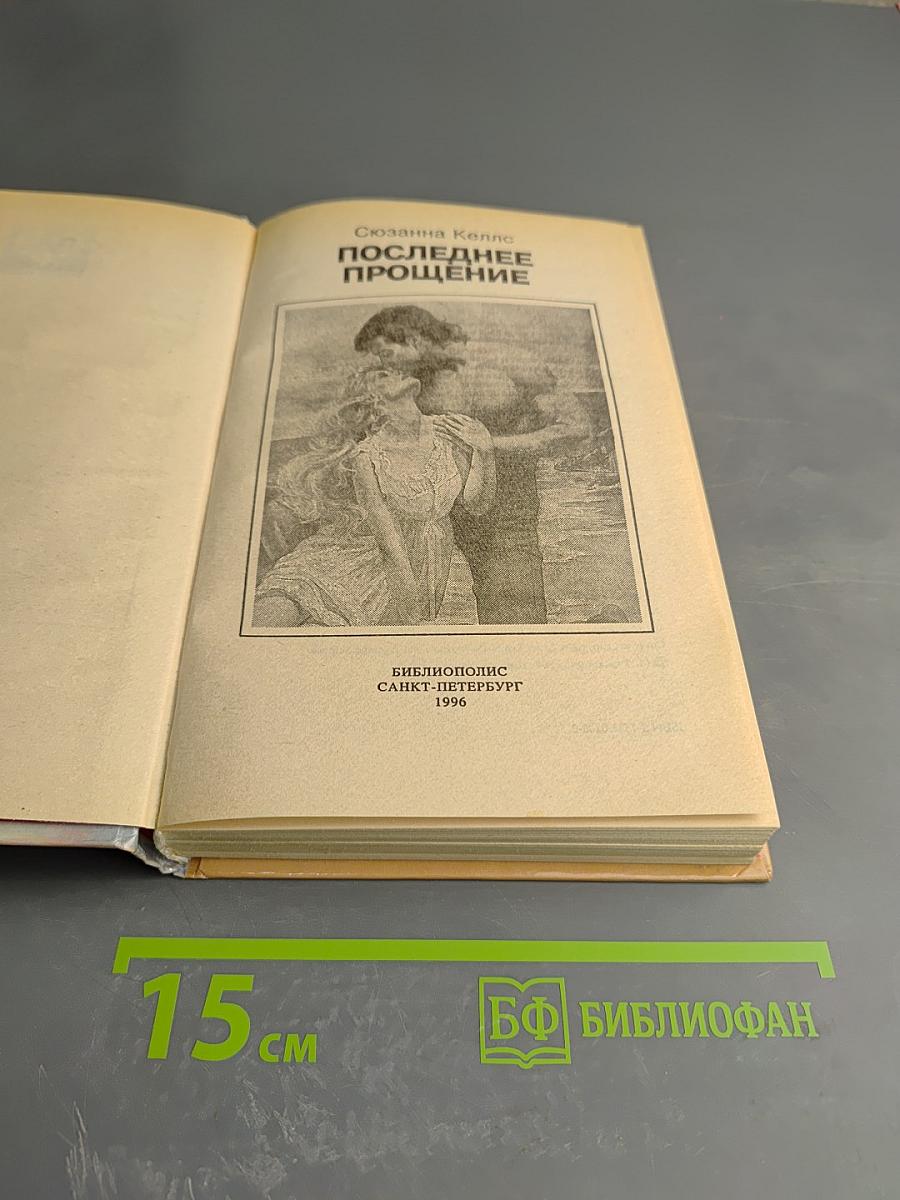 Сюзанна Келлс
ПОСЛЕДНЕЕ
ПРОЩЕНИЕ
БИБЛИОПОЛИС
САНКТ-ПЕТЕРБУРГ
1996
15 см
БФ БИБЛИОФАН